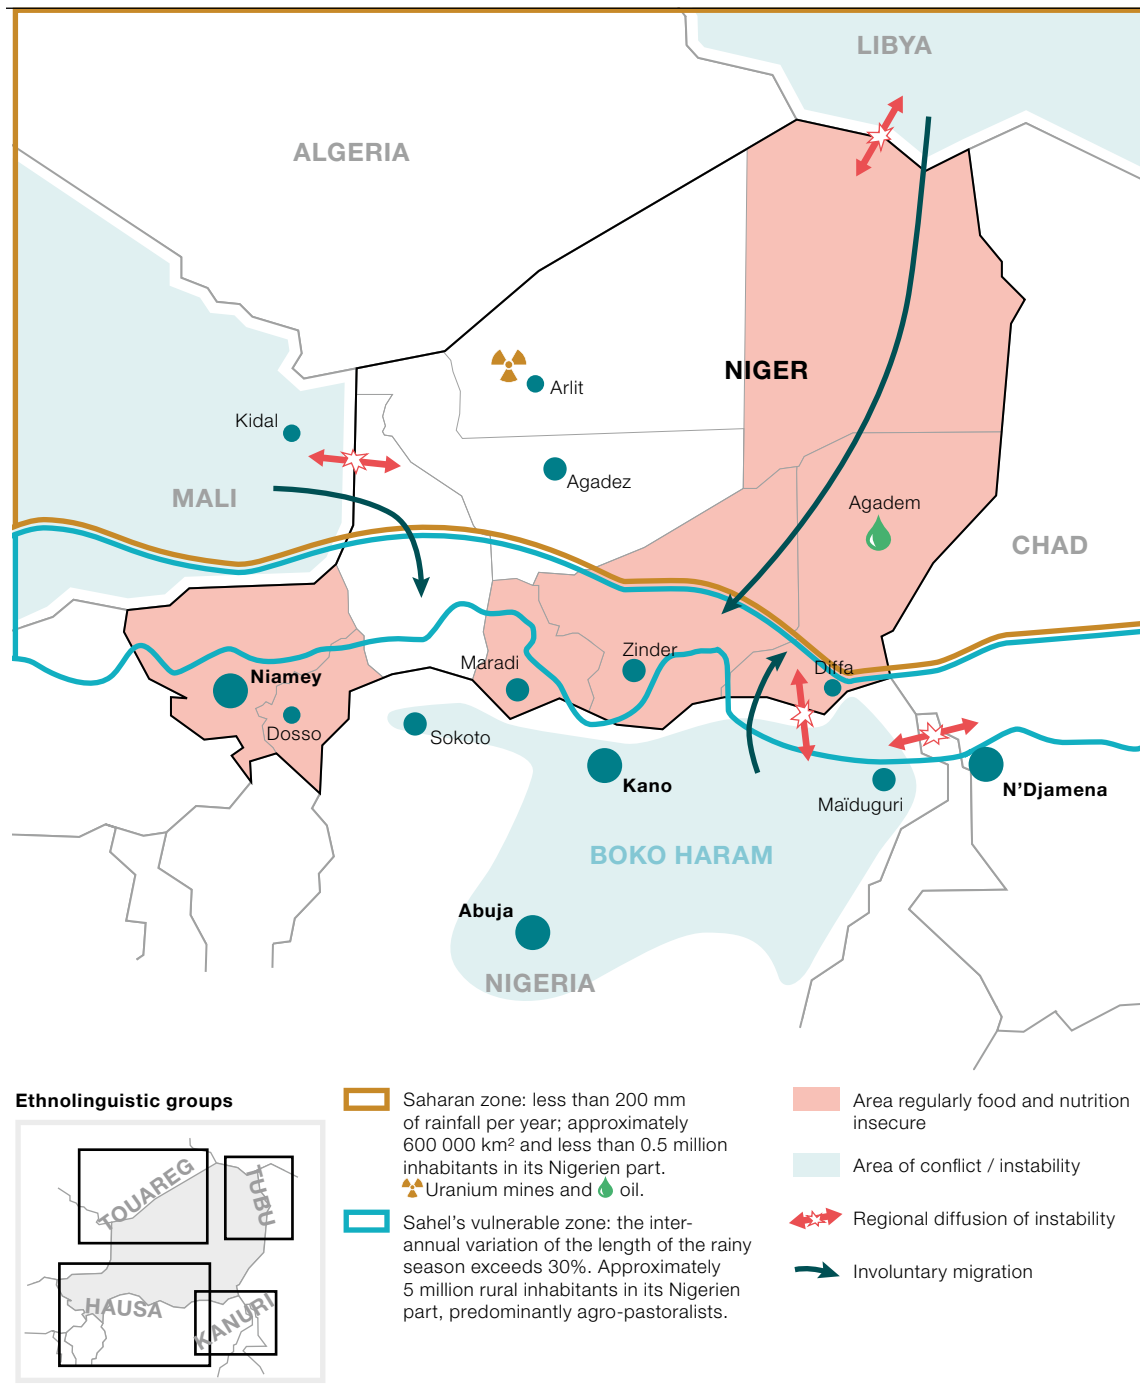 LIBYA
ALGERIA
NIGER
Arlit
Kidal
Agadez
MALI
Agadem
CHAD
Zinder
Maradi
Diffa
Niamey
Dosso
Sokoto
Kano
Maïduguri
N'Djamena
BOKO HARAM
Abuja
NIGERIA
Ethnolinguistic groups
TOUAREG
TUBU
HAUSA
KANURI
Saharan zone: less than 200 mm
of rainfall per year; approximately
600 000 km² and less than 0.5 million
inhabitants in its Nigerien part.
Uranium mines and oil.
Sahel's vulnerable zone: the inter-
annual variation of the length of the rainy
season exceeds 30%. Approximately
5 million rural inhabitants in its Nigerien
part, predominantly agro-pastoralists.
Area regularly food and nutrition
insecure
Area of conflict / instability
Regional diffusion of instability
Involuntary migration